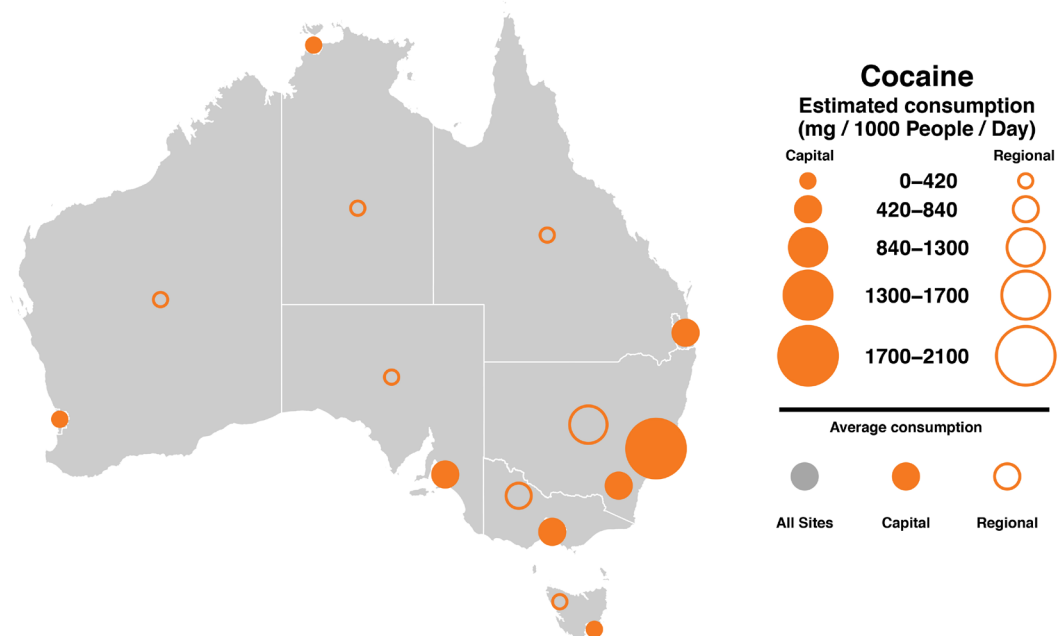 Cocaine
Estimated consumption
(mg / 1000 People / Day)
Capital
Regional
0–420
420–840
840–1300
1300–1700
1700–2100
Average consumption
All Sites
Capital
Regional